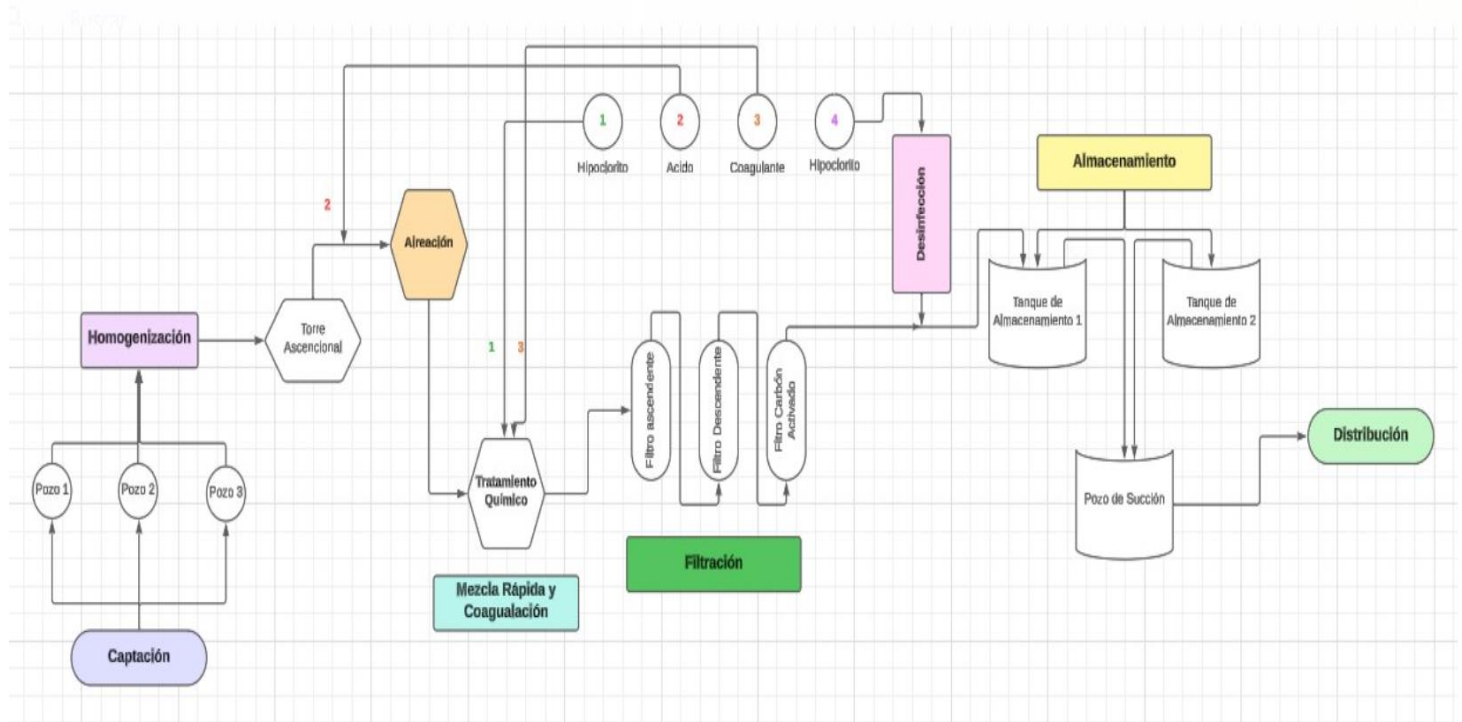 1
2
3
4
Hipoclorito
Acido
Coagulante
Hipoclorito
Almacenamiento
Desinfección
2
Aireación
Tanque de
Almacenamiento 1
Tanque de
Almacenamiento 2
Homogenización
Torre
Ascencional
1
3
Filtro ascendente
Filtro Descendente
Fitro Carbón
Activado
Distribución
Pozo 1
Pozo 2
Pozo 3
Tratamiento
Químico
Pozo de Succión
Filtración
Mezcla Rápida y
Coagualación
Captación